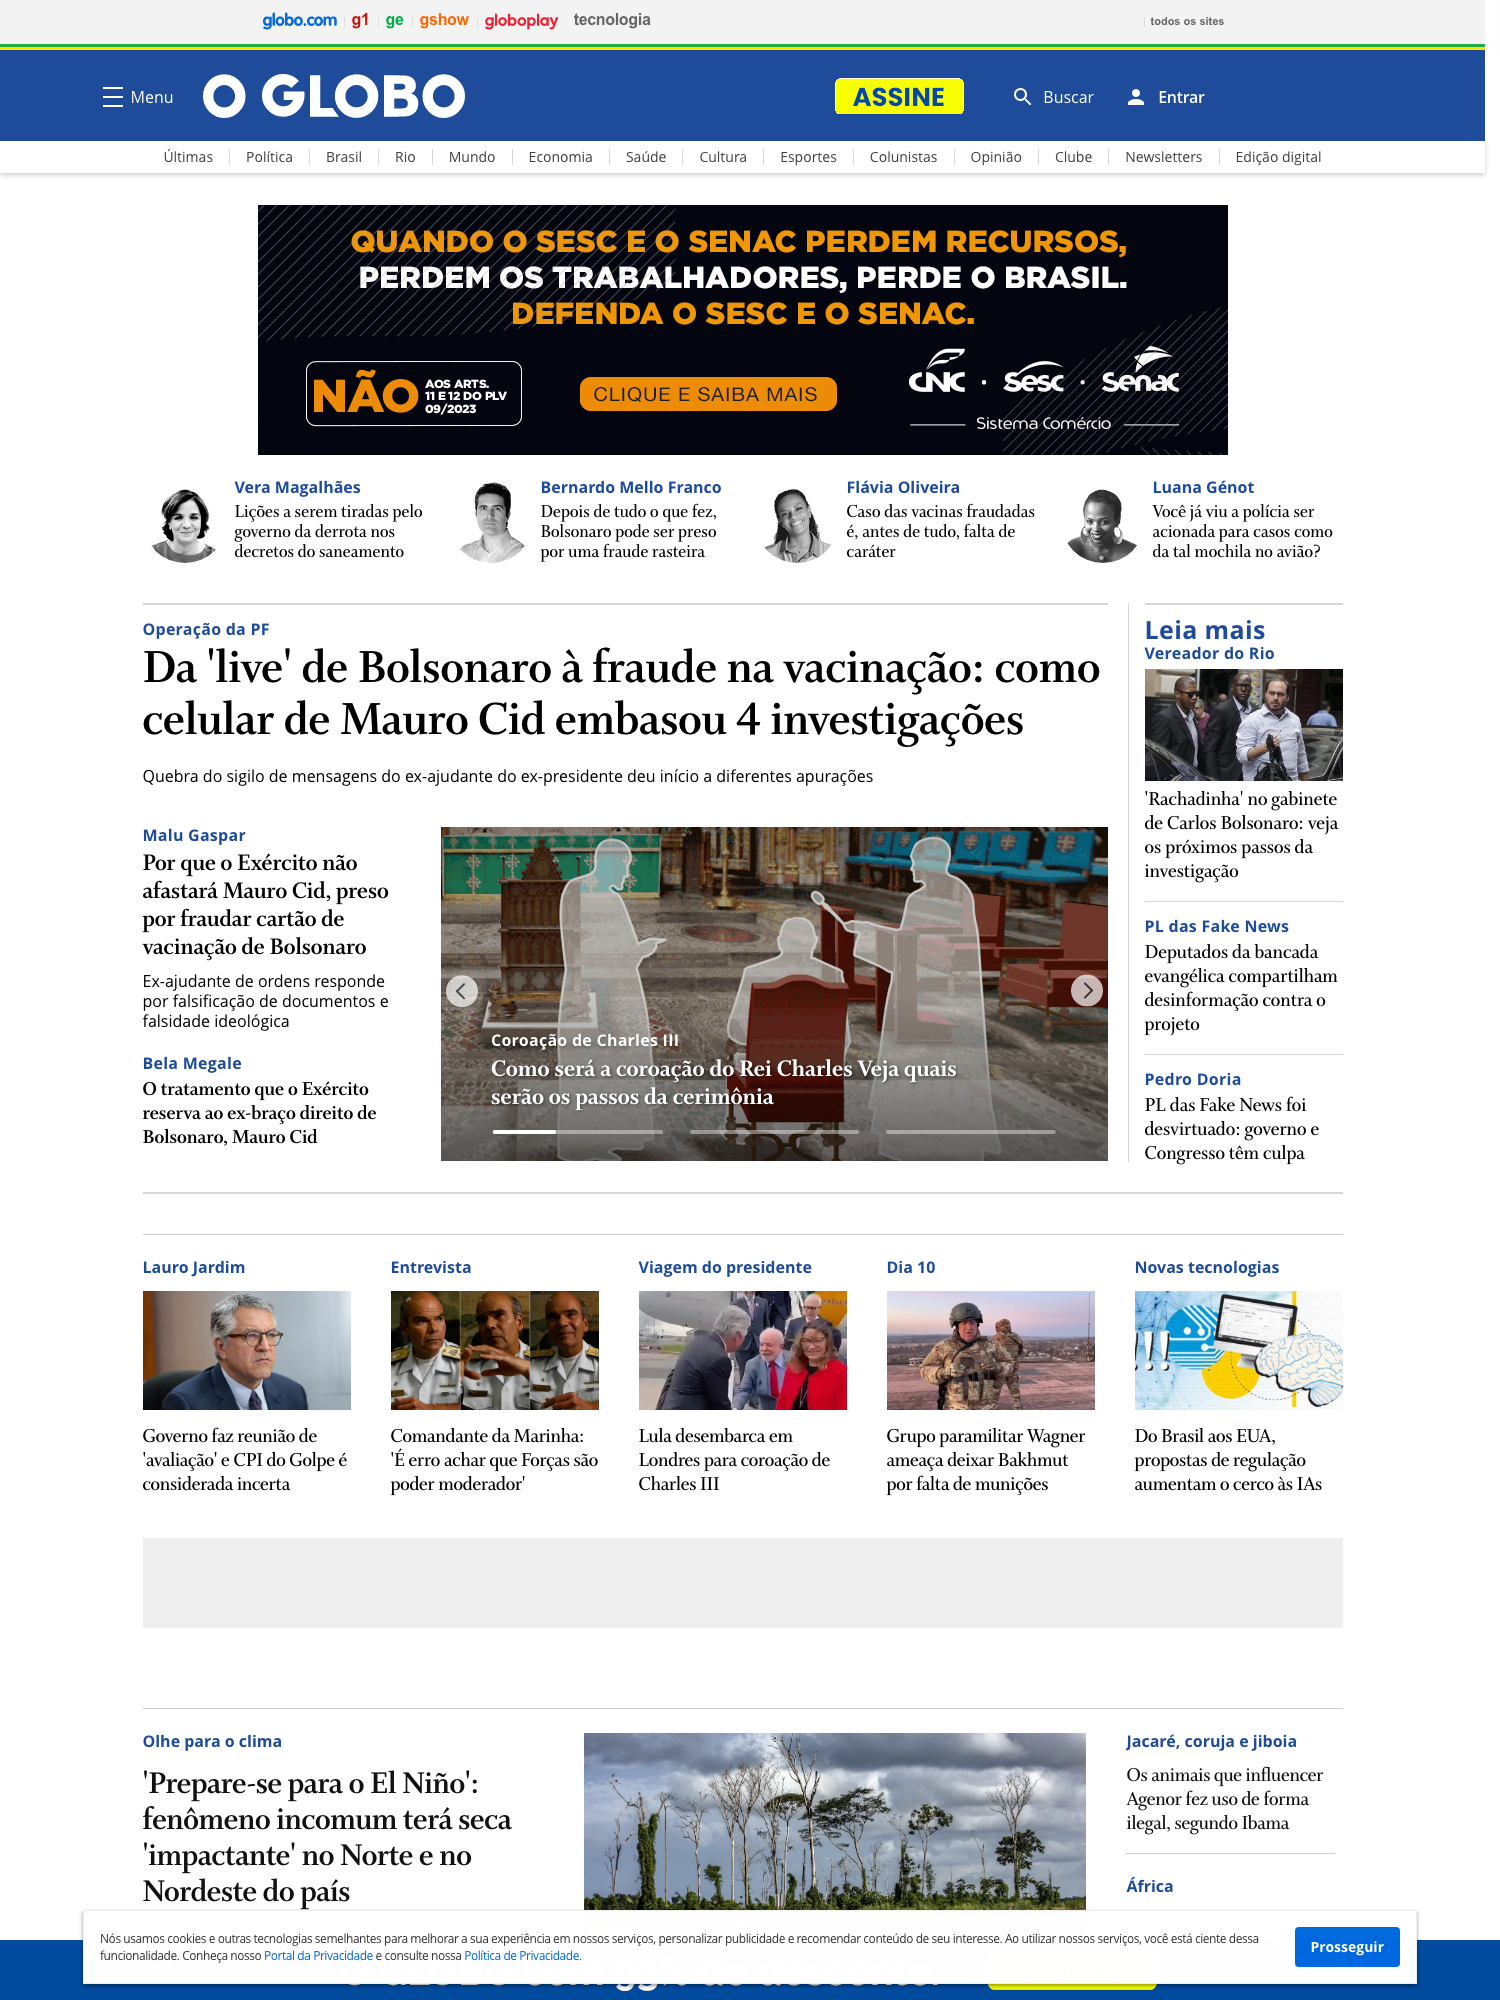 globo.com g1 ge gshow globoplay tecnologia todos os sites
Menu O GLOBO ASSINE Buscar Entrar
Últimas Política Brasil Rio Mundo Economia Saúde Cultura Esportes Colunistas Opinião Clube Newsletters Edição digital
QUANDO O SESC E O SENAC PERDEM RECURSOS,
PERDEM OS TRABALHADORES, PERDE O BRASIL.
DEFENDA O SESC E O SENAC.
NÃO
AOS ARTS.
11 E 12 DO PLV
09/2023
CLIQUE E SAIBA MAIS
CNC · Sesc · Senac
Sistema Comércio
Vera Magalhães
Lições a serem tiradas pelo
governo da derrota nos
decretos do saneamento
Bernardo Mello Franco
Depois de tudo o que fez,
Bolsonaro pode ser preso
por uma fraude rasteira
Flávia Oliveira
Caso das vacinas fraudadas
é, antes de tudo, falta de
caráter
Luana Génot
Você já viu a polícia ser
acionada para casos como
da tal mochila no avião?
Operação da PF
Da 'live' de Bolsonaro à fraude na vacinação: como
celular de Mauro Cid embasou 4 investigações
Quebra do sigilo de mensagens do ex-ajudante do ex-presidente deu início a diferentes apurações
Malu Gaspar
Por que o Exército não
afastará Mauro Cid, preso
por fraudar cartão de
vacinação de Bolsonaro
Ex-ajudante de ordens responde
por falsificação de documentos e
falsidade ideológica
Bela Megale
O tratamento que o Exército
reserva ao ex-braço direito de
Bolsonaro, Mauro Cid
Coroação de Charles III
Como será a coroação do Rei Charles Veja quais
serão os passos da cerimônia
Leia mais
Vereador do Rio
'Rachadinha' no gabinete
de Carlos Bolsonaro: veja
os próximos passos da
investigação
PL das Fake News
Deputados da bancada
evangélica compartilham
desinformação contra o
projeto
Pedro Doria
PL das Fake News foi
desvirtuado: governo e
Congresso têm culpa
Lauro Jardim
Governo faz reunião de
'avaliação' e CPI do Golpe é
considerada incerta
Entrevista
Comandante da Marinha:
'É erro achar que Forças são
poder moderador'
Viagem do presidente
Lula desembarca em
Londres para coroação de
Charles III
Dia 10
Grupo paramilitar Wagner
ameaça deixar Bakhmut
por falta de munições
Novas tecnologias
Do Brasil aos EUA,
propostas de regulação
aumentam o cerco às IAs
Olhe para o clima
'Prepare-se para o El Niño':
fenômeno incomum terá seca
'impactante' no Norte e no
Nordeste do país
Jacaré, coruja e jiboia
Os animais que influencer
Agenor fez uso de forma
ilegal, segundo Ibama
África
Nós usamos cookies e outras tecnologias semelhantes para melhorar a sua experiência em nossos serviços, personalizar publicidade e recomendar conteúdo de seu interesse. Ao utilizar nossos serviços, você está ciente dessa
funcionalidade. Conheça nosso Portal da Privacidade e consulte nossa Política de Privacidade.
Prosseguir